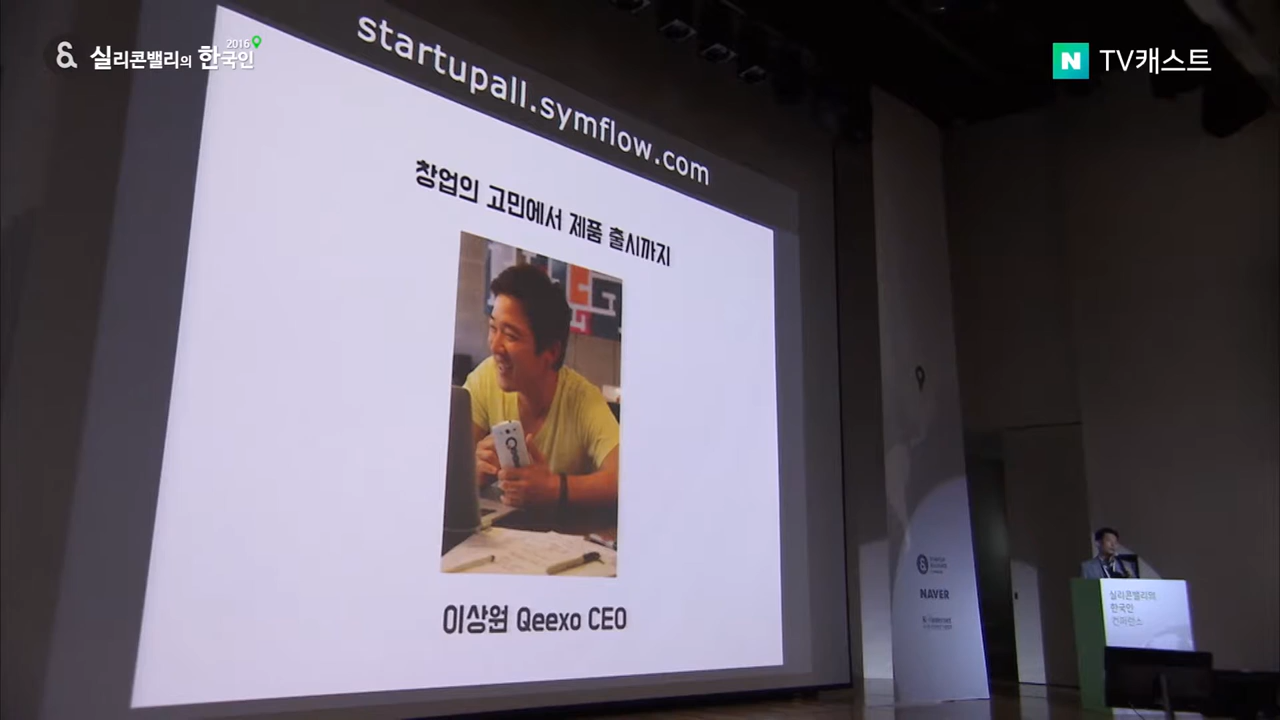 실리콘밸리의 한국인
2016
N TV캐스트
startupall.symflow.com
창업의 고민에서 제품 출시까지
Qeexo
이상원 Qeexo CEO
NAVER
실리콘밸리의
한국인
컨퍼런스